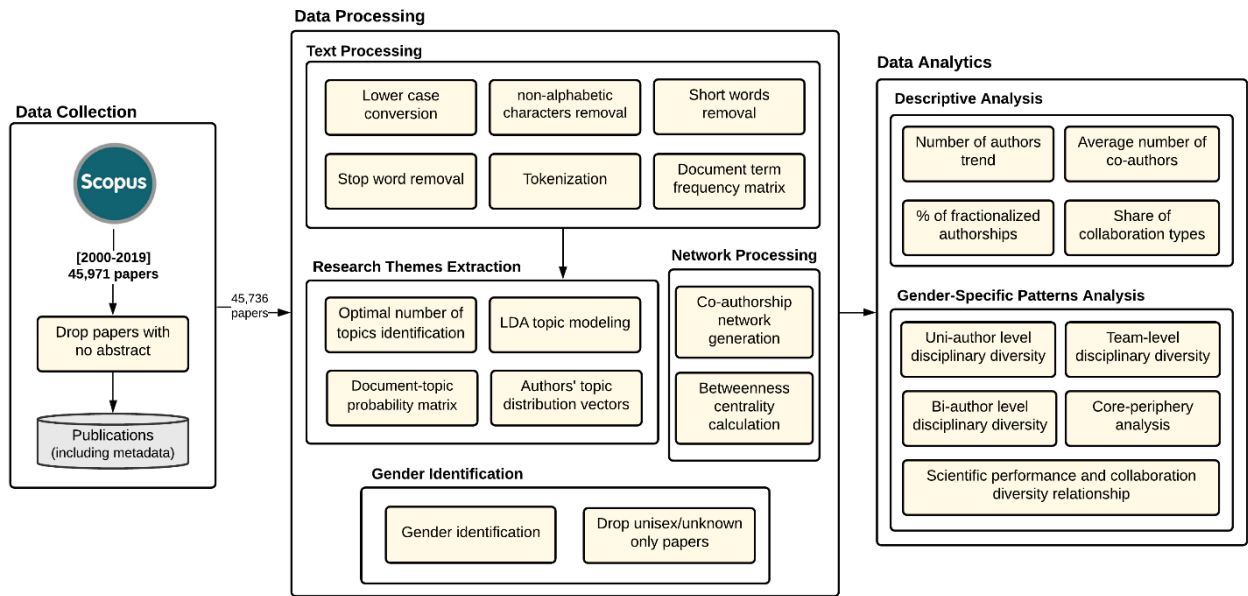 Data Collection
Scopus
[2000-2019]
45,971 papers
Drop papers with
no abstract
Publications
(including metadata)
45,736
papers
Data Processing
Text Processing
Lower case
conversion
non-alphabetic
characters removal
Short words
removal
Stop word removal
Tokenization
Document term
frequency matrix
Research Themes Extraction
Optimal number of
topics identification
LDA topic modeling
Document-topic
probability matrix
Authors' topic
distribution vectors
Network Processing
Co-authorship
network
generation
Betweenness
centrality
calculation
Gender Identification
Gender identification
Drop unisex/unknown
only papers
Data Analytics
Descriptive Analysis
Number of authors
trend
Average number of
co-authors
% of fractionalized
authorships
Share of
collaboration types
Gender-Specific Patterns Analysis
Uni-author level
disciplinary diversity
Team-level
disciplinary diversity
Bi-author level
disciplinary diversity
Core-periphery
analysis
Scientific performance and collaboration
diversity relationship